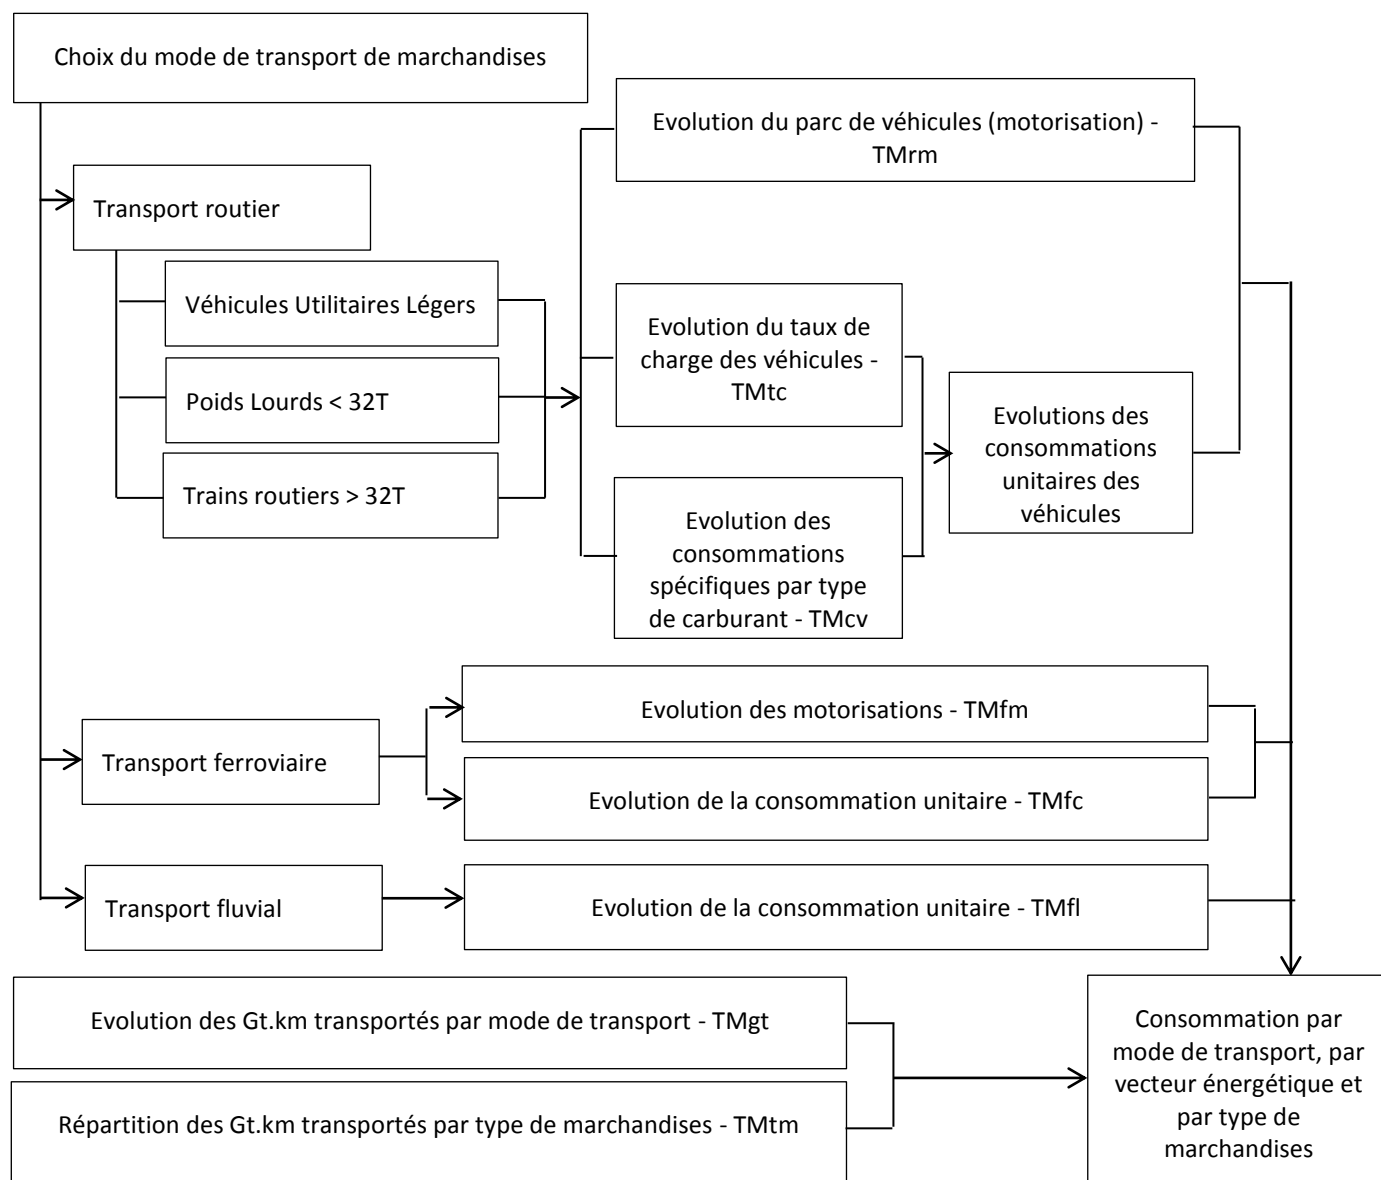 Choix du mode de transport de marchandises
Evolution du parc de véhicules (motorisation) -
TMrm
Transport routier
Véhicules Utilitaires Légers
Poids Lourds < 32T
Trains routiers > 32T
Evolution du taux de
charge des véhicules -
TMtc
Evolution des
consommations
spécifiques par type
de carburant - TMcv
Evolutions des
consommations
unitaires des
véhicules
Transport ferroviaire
Evolution des motorisations - TMfm
Evolution de la consommation unitaire - TMfc
Transport fluvial
Evolution de la consommation unitaire - TMfl
Evolution des Gt.km transportés par mode de transport - TMgt
Répartition des Gt.km transportés par type de marchandises - TMtm
Consommation par
mode de transport, par
vecteur énergétique et
par type de
marchandises